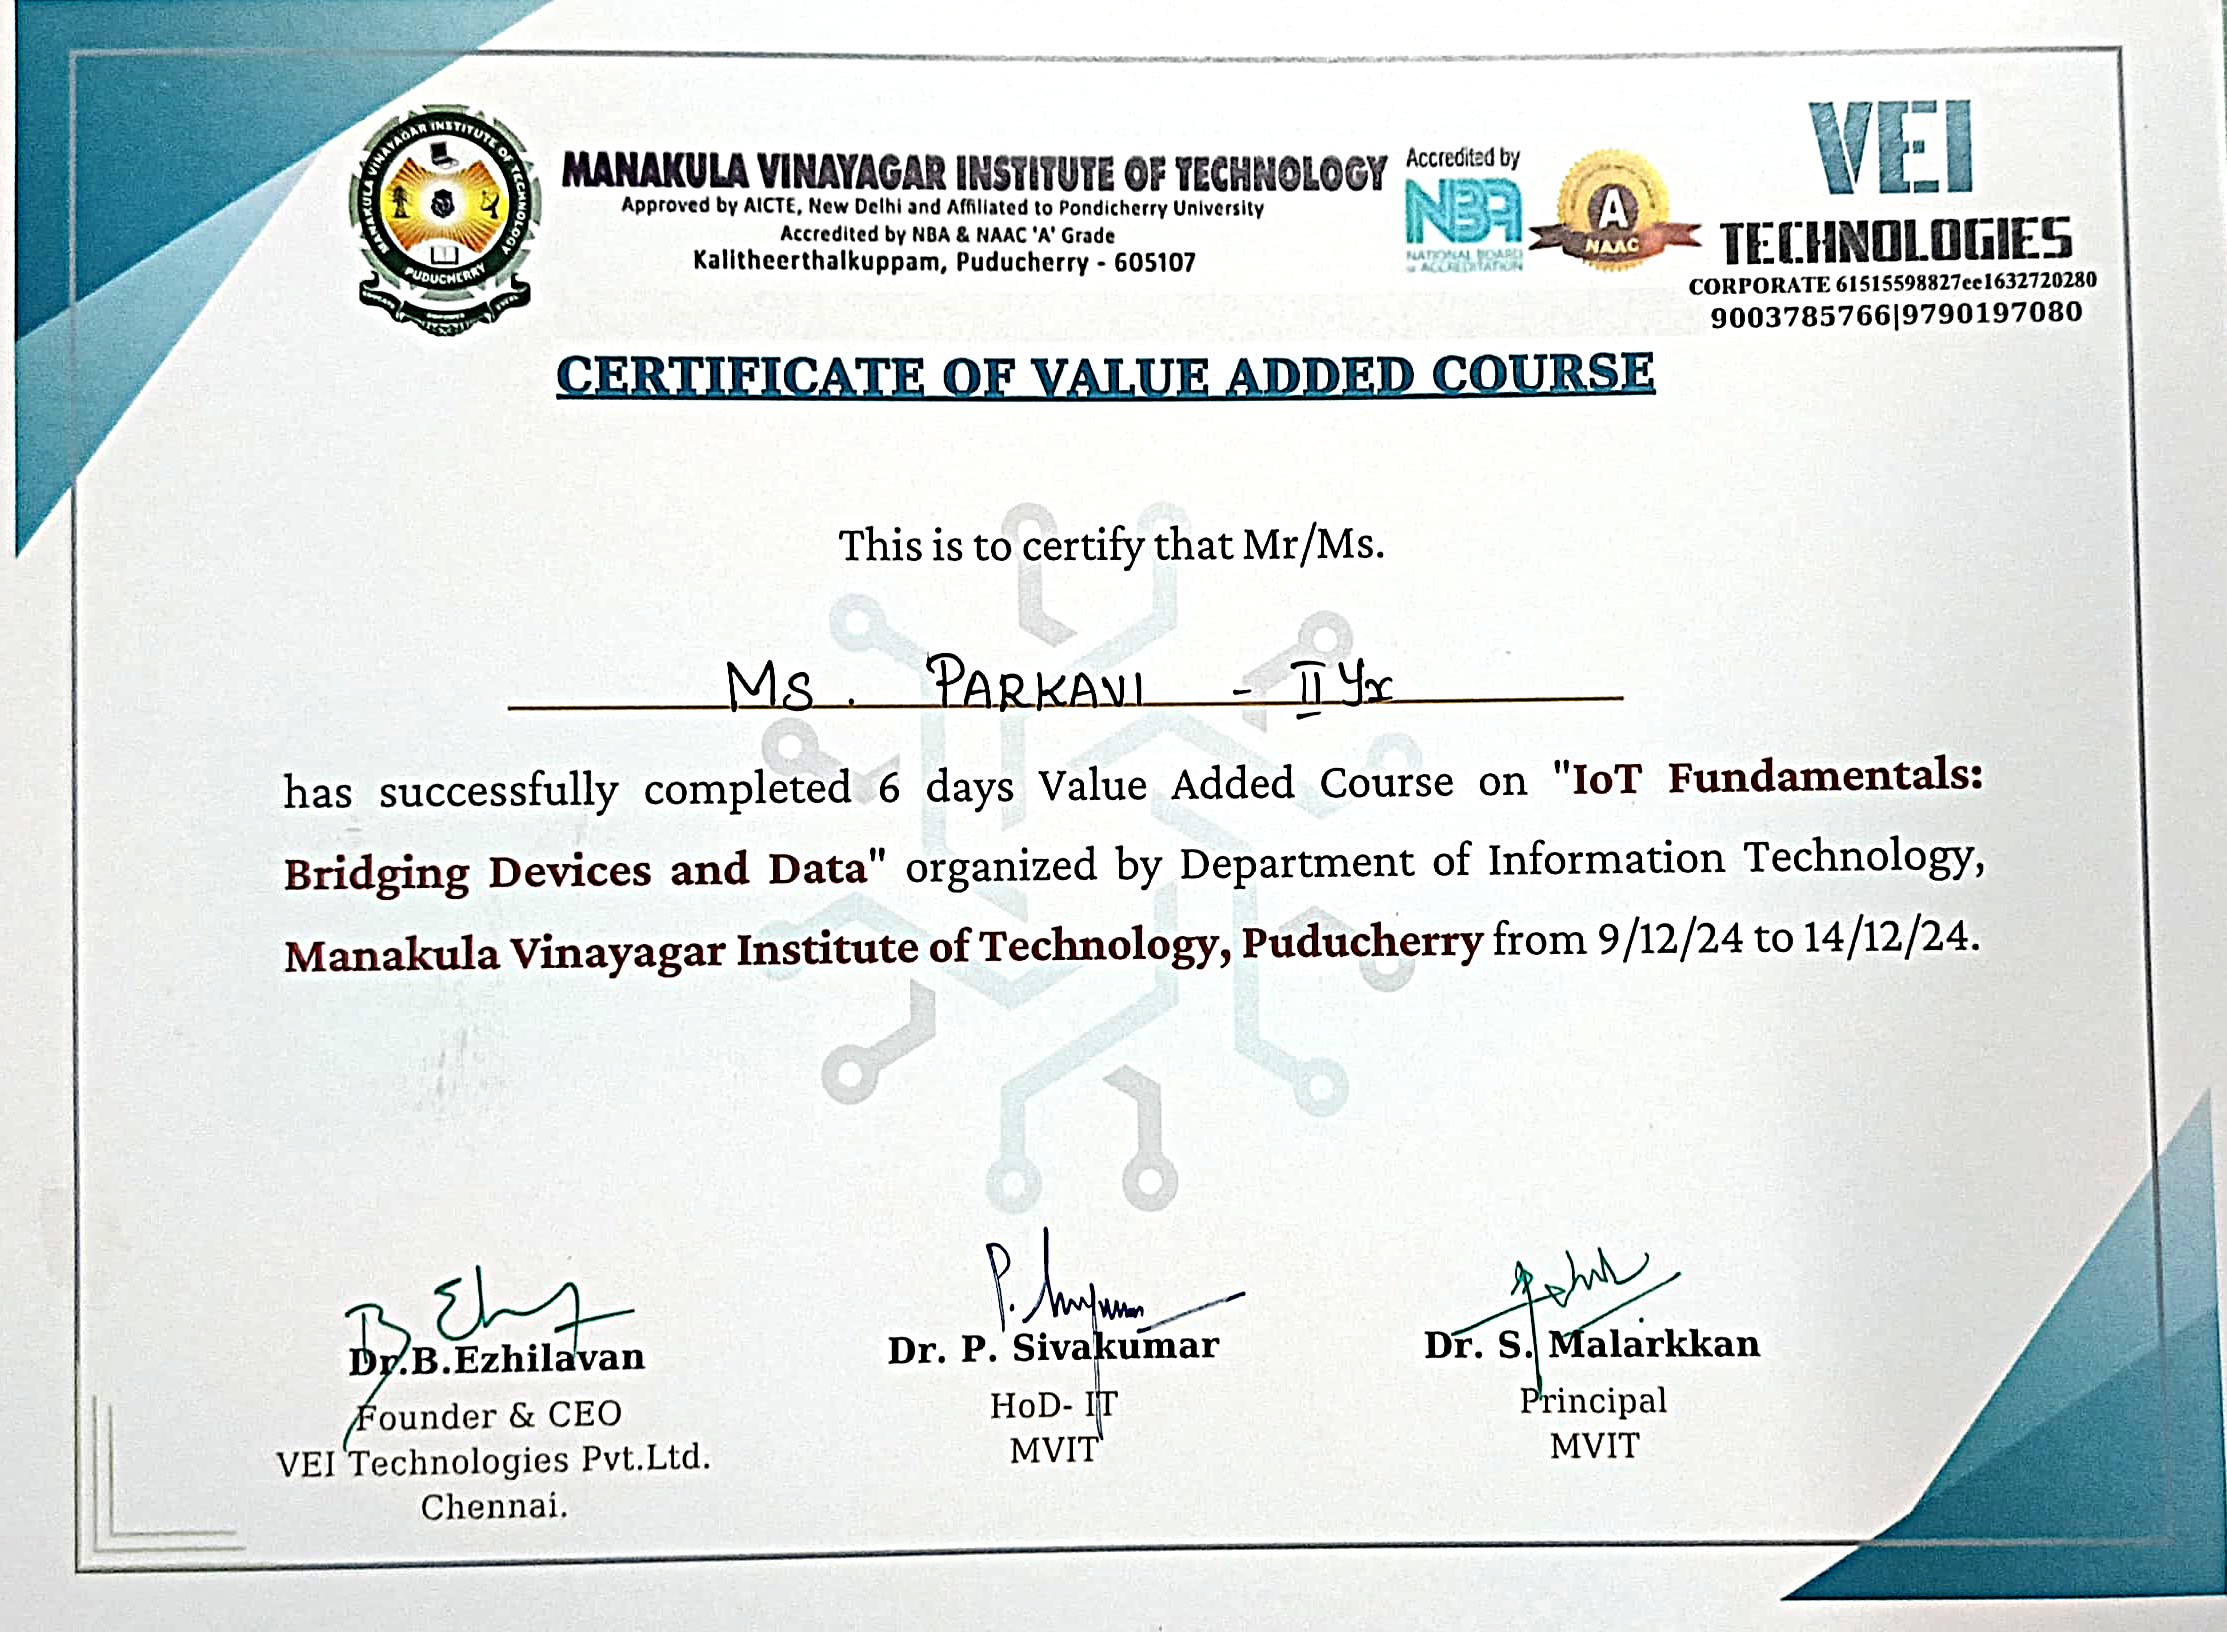 MANAKULA VINAYAGAR INSTITUTE OF TECHNOLOGY
PUDUCHERRY
MANAKULA VINAYAGAR INSTITUTE OF TECHNOLOGY
Approved by AICTE, New Delhi and Affiliated to Pondicherry University
Accredited by NBA & NAAC 'A' Grade
Kalitheerthalkuppam, Puducherry - 605107
Accredited by
NBA
NATIONAL BOARD
of ACCREDITATION
A
NAAC
VEI
TECHNOLOGIES
CORPORATE 61515598827ee1632720280
9003785766|9790197080
CERTIFICATE OF VALUE ADDED COURSE
This is to certify that Mr/Ms.
MS. PARKAVI - II Yr
has successfully completed 6 days Value Added Course on "IoT Fundamentals:
Bridging Devices and Data" organized by Department of Information Technology,
Manakula Vinayagar Institute of Technology, Puducherry from 9/12/24 to 14/12/24.
Dr.B.Ezhilavan
Founder & CEO
VEI Technologies Pvt.Ltd.
Chennai.
Dr. P. Sivakumar
HoD- IT
MVIT
Dr. S. Malarkkan
Principal
MVIT